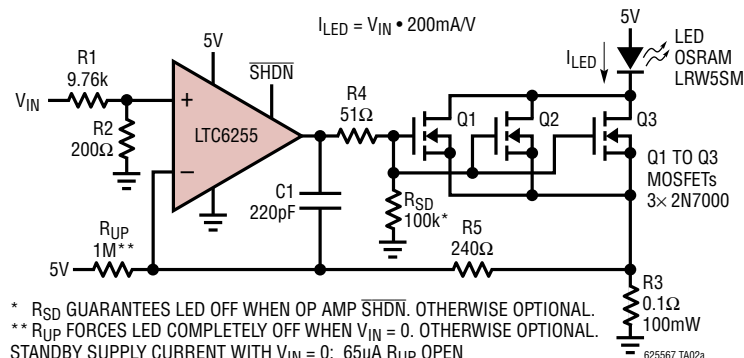 I_LED = V_IN • 200mA/V
5V
LED
OSRAM
LRW5SM
I_LED
5V
SHDN
R1
9.76k
V_IN
R2
200Ω
+
−
LTC6255
R4
51Ω
Q1
Q2
Q3
Q1 TO Q3
MOSFETs
3× 2N7000
C1
220pF
R_SD
100k*
R_UP
1M**
5V
R5
240Ω
R3
0.1Ω
100mW
* R_SD GUARANTEES LED OFF WHEN OP AMP SHDN. OTHERWISE OPTIONAL.
** R_UP FORCES LED COMPLETELY OFF WHEN V_IN = 0. OTHERWISE OPTIONAL.
STANDBY SUPPLY CURRENT WITH V_IN = 0: 65µA R_UP OPEN
625567 TA02a